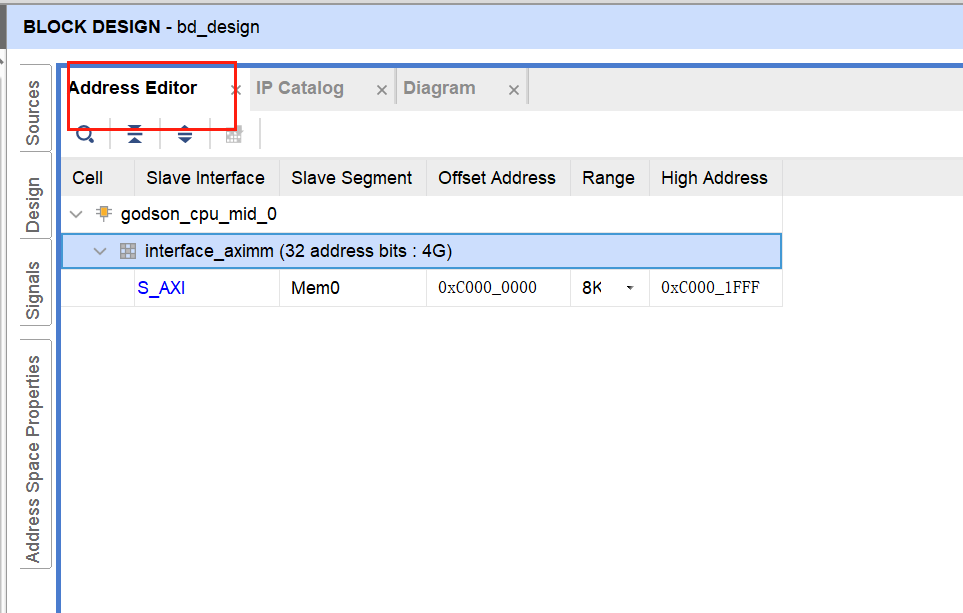 BLOCK DESIGN - bd_design
Sources
Design
Signals
Address Space Properties
Address Editor
IP Catalog
Diagram
Cell Slave Interface Slave Segment Offset Address Range High Address
godson_cpu_mid_0
interface_aximm (32 address bits : 4G)
S_AXI Mem0 0xC000_0000 8K 0xC000_1FFF